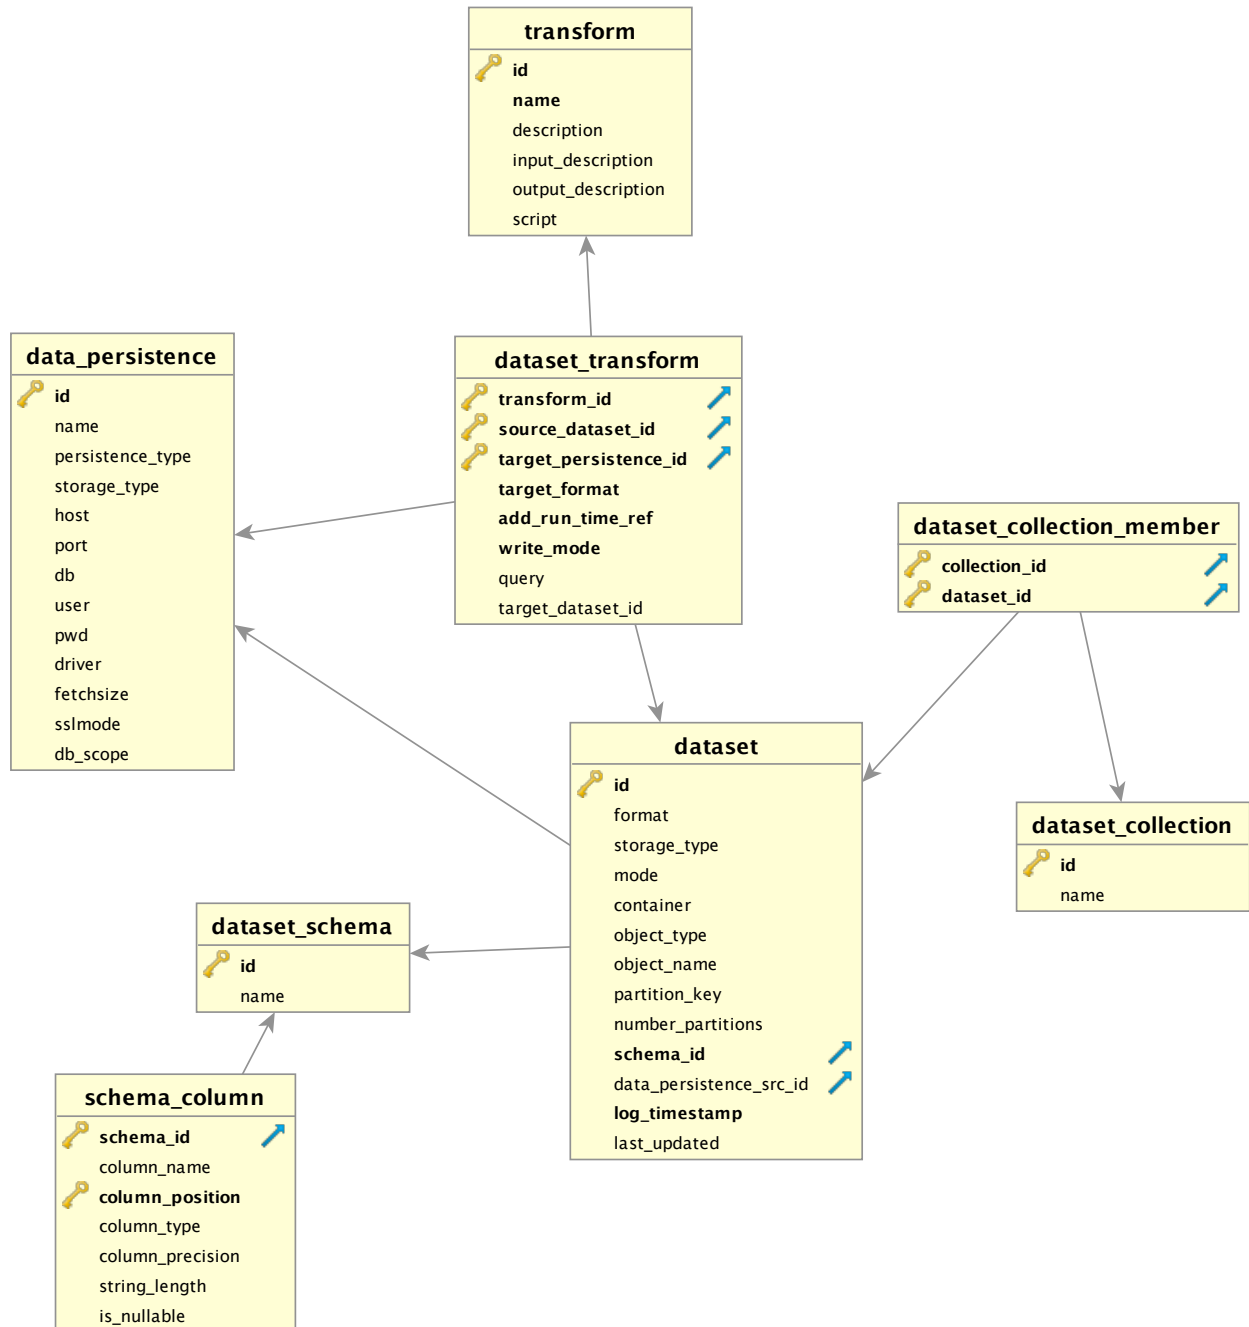 transform
id
name
description
input_description
output_description
script
data_persistence
id
name
persistence_type
storage_type
host
port
db
user
pwd
driver
fetchsize
sslmode
db_scope
dataset_transform
transform_id
source_dataset_id
target_persistence_id
target_format
add_run_time_ref
write_mode
query
target_dataset_id
dataset_collection_member
collection_id
dataset_id
dataset
id
format
storage_type
mode
container
object_type
object_name
partition_key
number_partitions
schema_id
data_persistence_src_id
log_timestamp
last_updated
dataset_collection
id
name
dataset_schema
id
name
schema_column
schema_id
column_name
column_position
column_type
column_precision
string_length
is_nullable